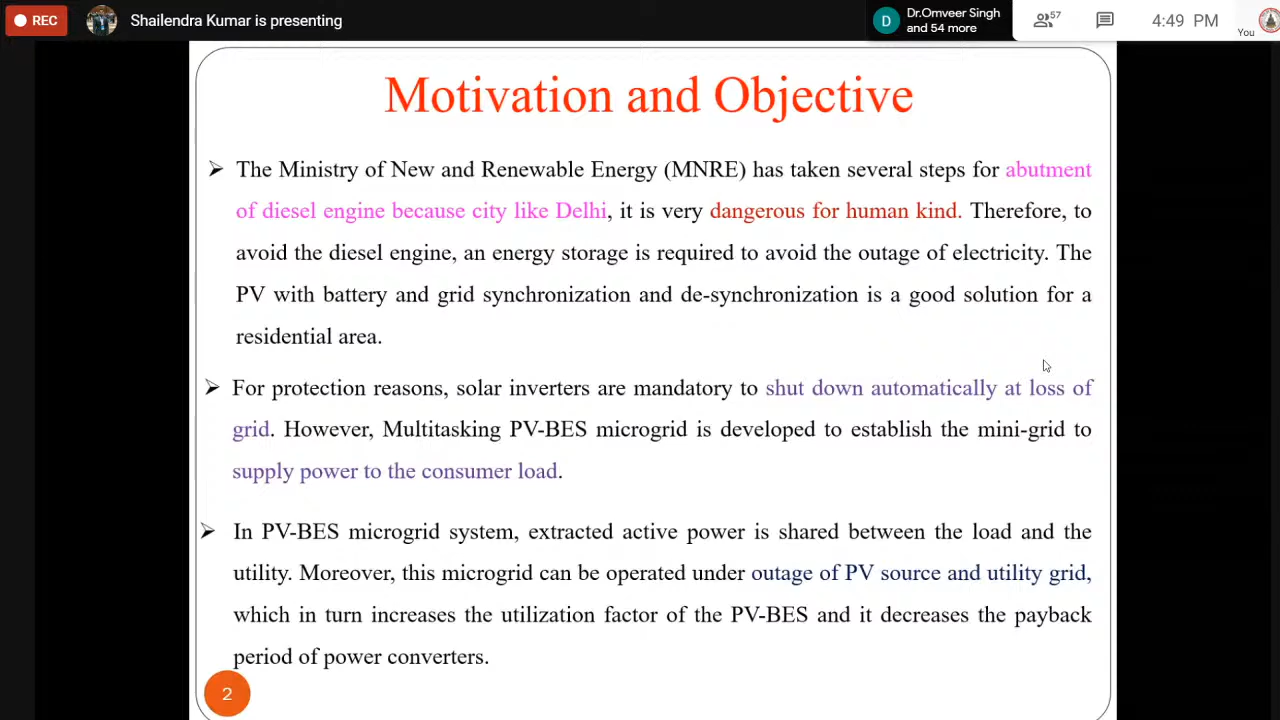 REC
Shailendra Kumar is presenting
D
Dr.Omveer Singh
and 54 more
57
4:49 PM
You
Motivation and Objective
The Ministry of New and Renewable Energy (MNRE) has taken several steps for abutment
of diesel engine because city like Delhi, it is very dangerous for human kind. Therefore, to
avoid the diesel engine, an energy storage is required to avoid the outage of electricity. The
PV with battery and grid synchronization and de-synchronization is a good solution for a
residential area.
For protection reasons, solar inverters are mandatory to shut down automatically at loss of
grid. However, Multitasking PV-BES microgrid is developed to establish the mini-grid to
supply power to the consumer load.
In PV-BES microgrid system, extracted active power is shared between the load and the
utility. Moreover, this microgrid can be operated under outage of PV source and utility grid,
which in turn increases the utilization factor of the PV-BES and it decreases the payback
period of power converters.
2